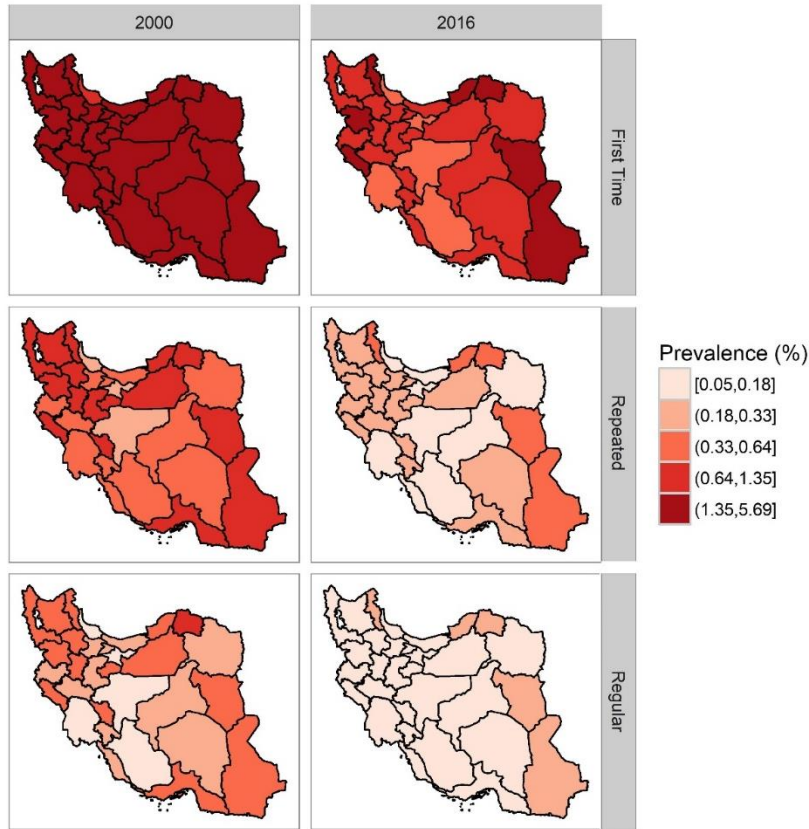 2000
2016
First Time
Repeated
Regular
Prevalence (%)
[0.05,0.18]
(0.18,0.33]
(0.33,0.64]
(0.64,1.35]
(1.35,5.69]